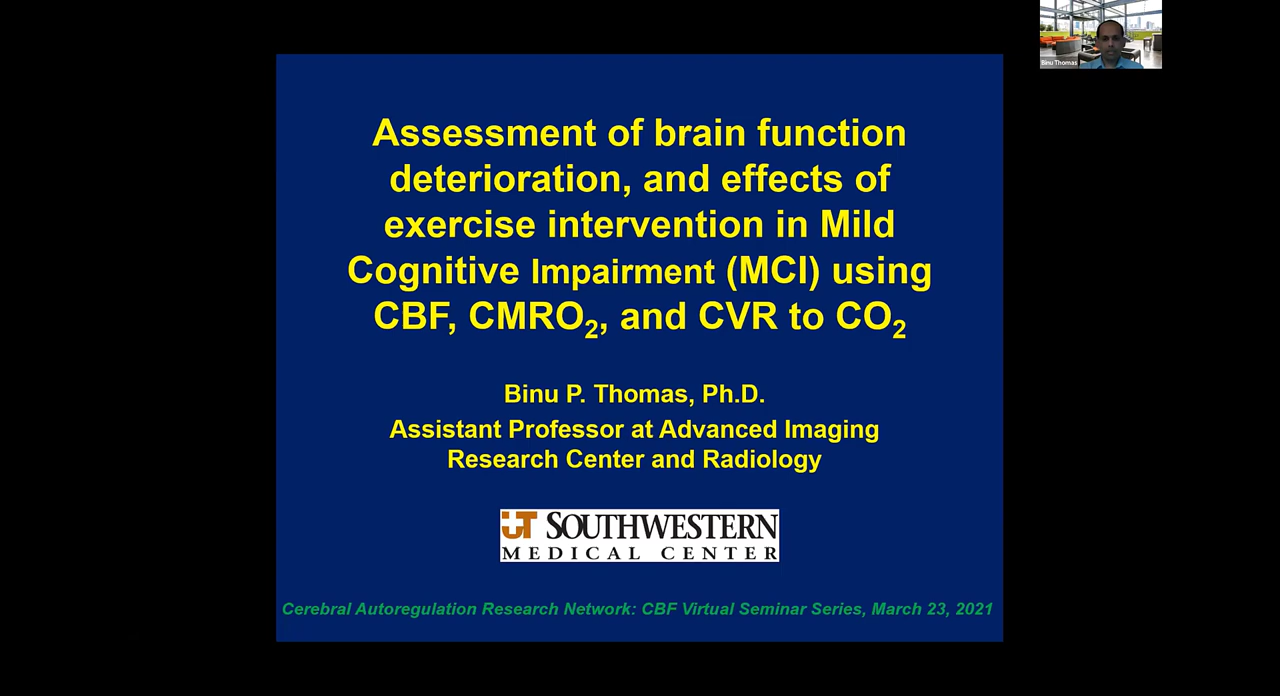 Binu Thomas
Assessment of brain function
deterioration, and effects of
exercise intervention in Mild
Cognitive Impairment (MCI) using
CBF, CMRO₂, and CVR to CO₂
Binu P. Thomas, Ph.D.
Assistant Professor at Advanced Imaging
Research Center and Radiology
UT SOUTHWESTERN
MEDICAL CENTER
Cerebral Autoregulation Research Network: CBF Virtual Seminar Series, March 23, 2021